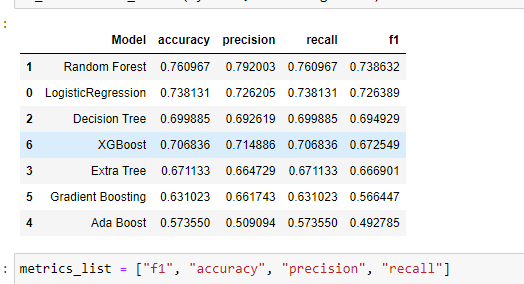 :
Model accuracy precision recall f1
1 Random Forest 0.760967 0.792003 0.760967 0.738632
0 LogisticRegression 0.738131 0.726205 0.738131 0.726389
2 Decision Tree 0.699885 0.692619 0.699885 0.694929
6 XGBoost 0.706836 0.714886 0.706836 0.672549
3 Extra Tree 0.671133 0.664729 0.671133 0.666901
5 Gradient Boosting 0.631023 0.661743 0.631023 0.566447
4 Ada Boost 0.573550 0.509094 0.573550 0.492785
: metrics_list = ["f1", "accuracy", "precision", "recall"]